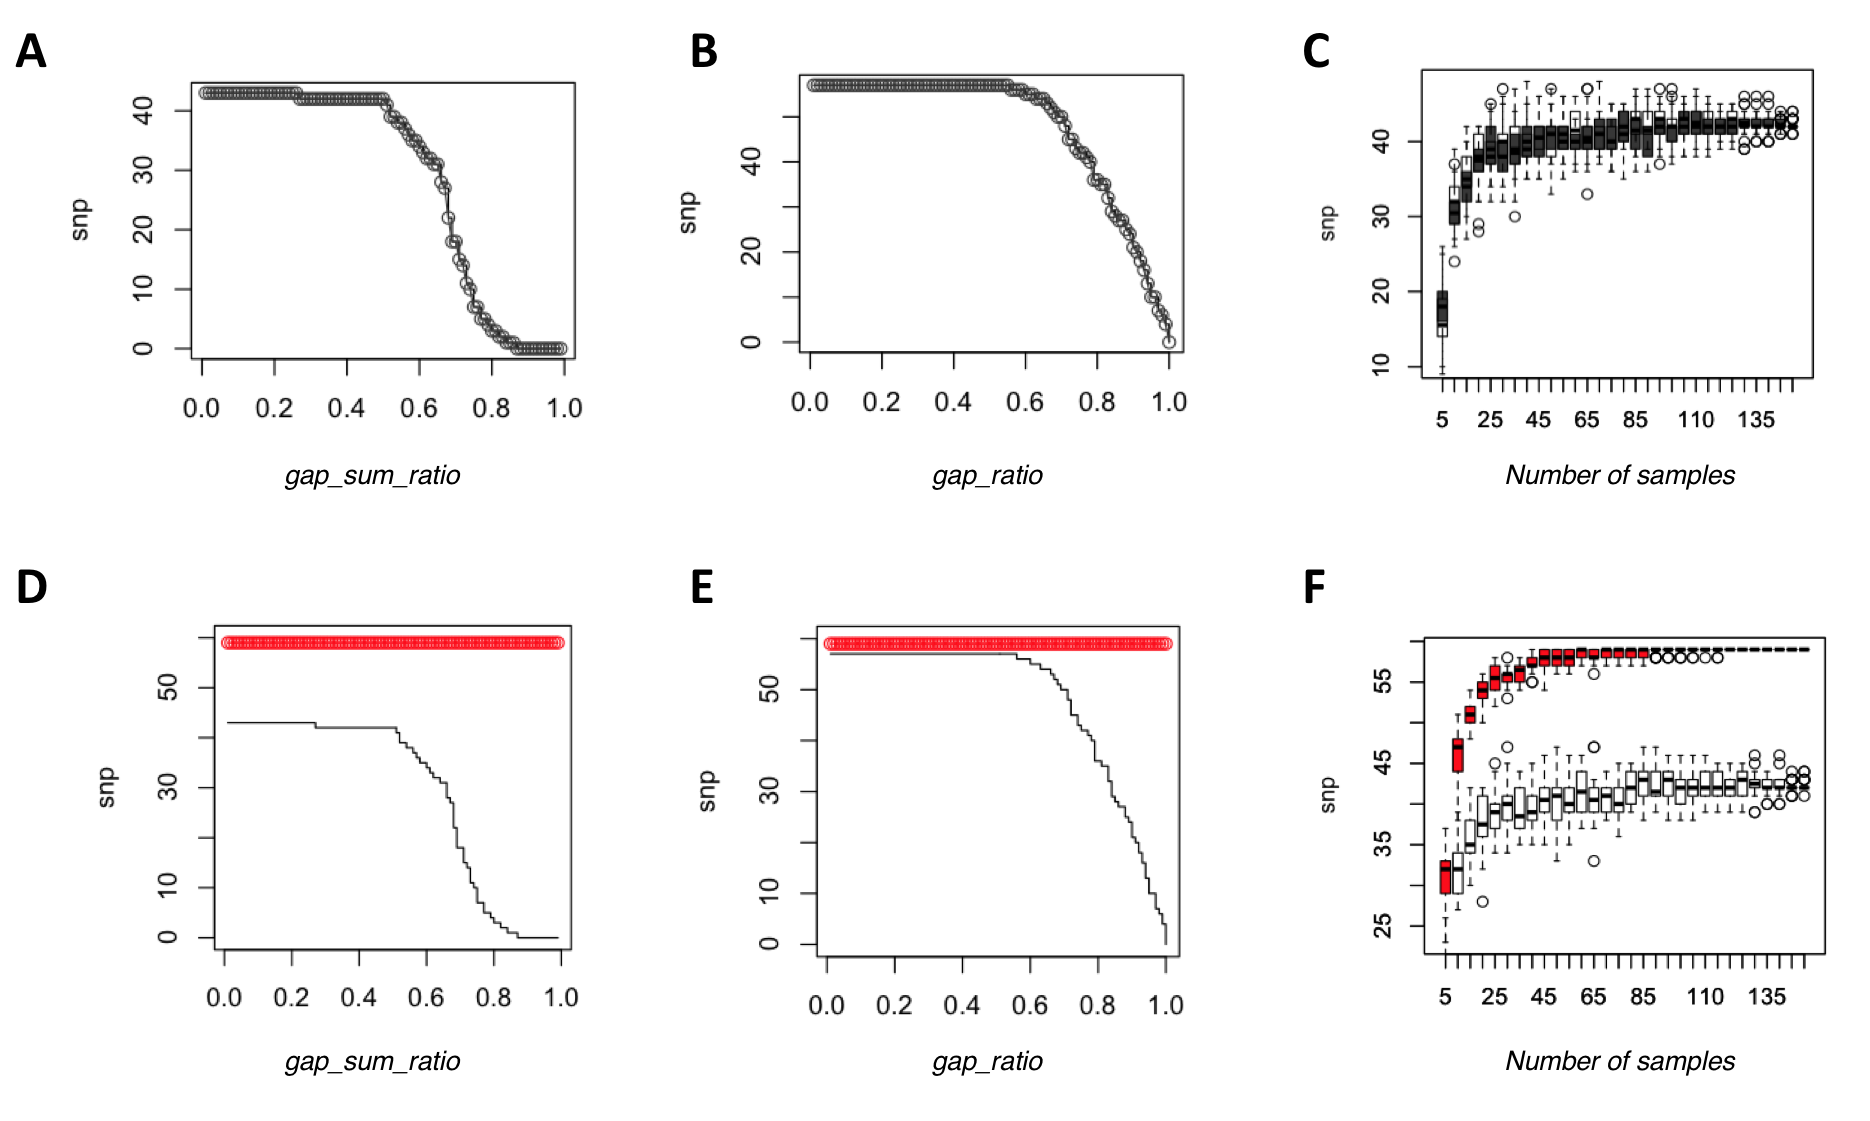 A
B
C
snp
0 10 20 30 40
0.0 0.2 0.4 0.6 0.8 1.0
gap_sum_ratio
snp
0 20 40
0.0 0.2 0.4 0.6 0.8 1.0
gap_ratio
snp
10 20 30 40
5 25 45 65 85 110 135
Number of samples
D
E
F
snp
0 10 30 50
0.0 0.2 0.4 0.6 0.8 1.0
gap_sum_ratio
snp
0 10 30 50
0.0 0.2 0.4 0.6 0.8 1.0
gap_ratio
snp
25 35 45 55
5 25 45 65 85 110 135
Number of samples